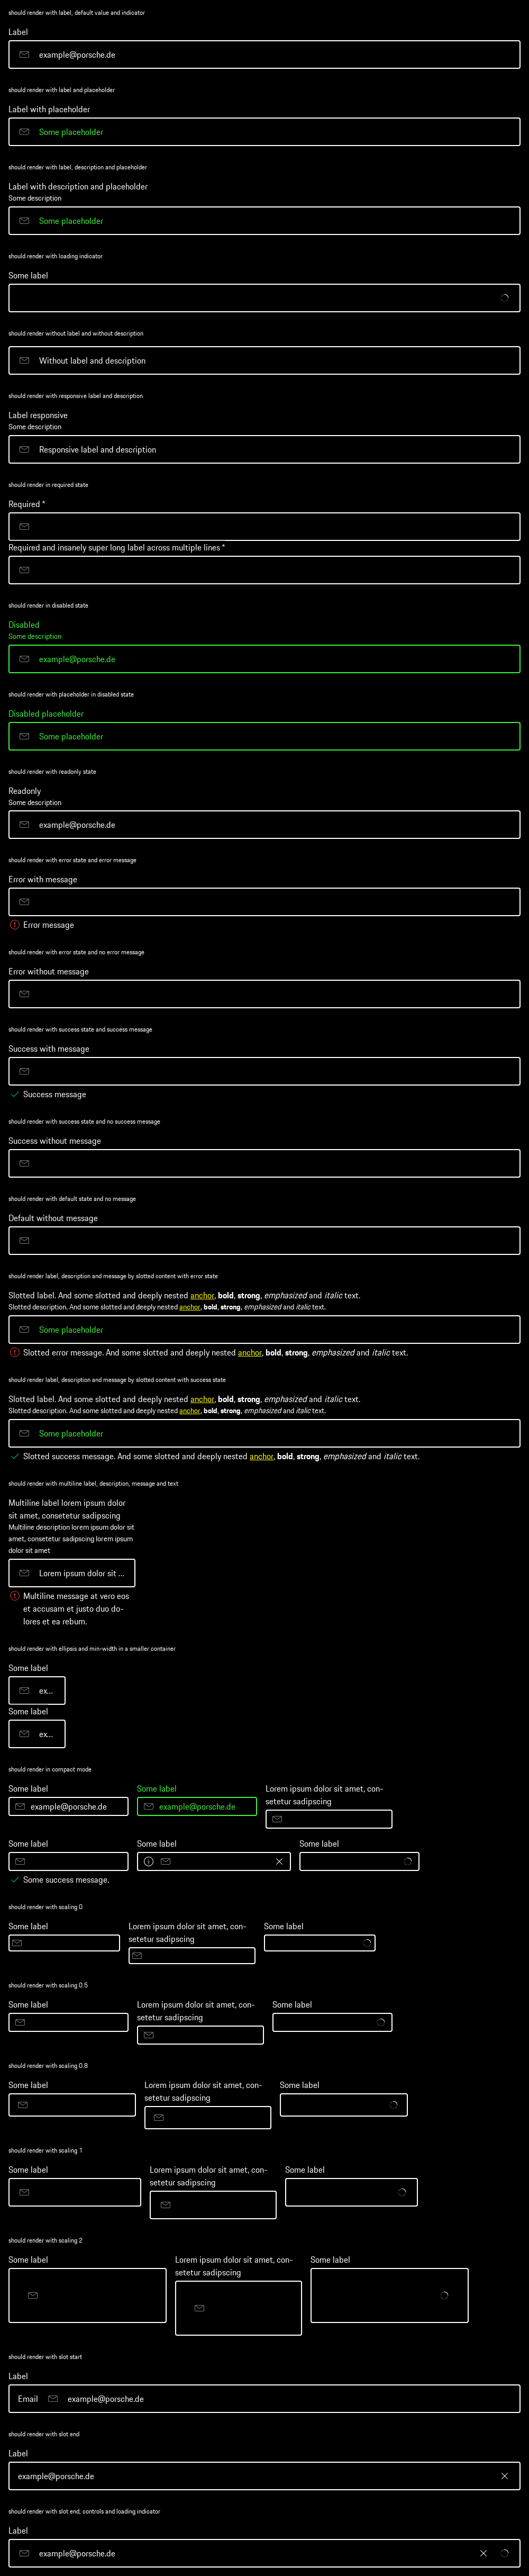 should render with label, default value and indicator
Label
example@porsche.de
should render with label and placeholder
Label with placeholder
Some placeholder
should render with label, description and placeholder
Label with description and placeholder
Some description
Some placeholder
should render with loading indicator
Some label
should render without label and without description
Without label and description
should render with responsive label and description
Label responsive
Some description
Responsive label and description
should render in required state
Required *
Required and insanely super long label across multiple lines *
should render in disabled state
Disabled
Some description
example@porsche.de
should render with placeholder in disabled state
Disabled placeholder
Some placeholder
should render with readonly state
Readonly
Some description
example@porsche.de
should render with error state and error message
Error with message
Error message
should render with error state and no error message
Error without message
should render with success state and success message
Success with message
Success message
should render with success state and no success message
Success without message
should render with default state and no message
Default without message
should render label, description and message by slotted content with error state
Slotted label. And some slotted and deeply nested anchor, bold, strong, emphasized and italic text.
Slotted description. And some slotted and deeply nested anchor, bold, strong, emphasized and italic text.
Some placeholder
Slotted error message. And some slotted and deeply nested anchor, bold, strong, emphasized and italic text.
should render label, description and message by slotted content with success state
Slotted label. And some slotted and deeply nested anchor, bold, strong, emphasized and italic text.
Slotted description. And some slotted and deeply nested anchor, bold, strong, emphasized and italic text.
Some placeholder
Slotted success message. And some slotted and deeply nested anchor, bold, strong, emphasized and italic text.
should render with multiline label, description, message and text
Multiline label lorem ipsum dolor
sit amet, consetetur sadipscing
Multiline description lorem ipsum dolor sit
amet, consetetur sadipscing lorem ipsum
dolor sit amet
Lorem ipsum dolor sit ...
Multiline message at vero eos
et accusam et justo duo do-
lores et ea rebum.
should render with ellipsis and min-width in a smaller container
Some label
ex...
Some label
ex...
should render in compact mode
Some label
example@porsche.de
Some label
example@porsche.de
Lorem ipsum dolor sit amet, con-
setetur sadipscing
Some label
Some success message.
Some label
Some label
should render with scaling 0
Some label
Lorem ipsum dolor sit amet, con-
setetur sadipscing
Some label
should render with scaling 0.5
Some label
Lorem ipsum dolor sit amet, con-
setetur sadipscing
Some label
should render with scaling 0.8
Some label
Lorem ipsum dolor sit amet, con-
setetur sadipscing
Some label
should render with scaling 1
Some label
Lorem ipsum dolor sit amet, con-
setetur sadipscing
Some label
should render with scaling 2
Some label
Lorem ipsum dolor sit amet, con-
setetur sadipscing
Some label
should render with slot start
Label
Email example@porsche.de
should render with slot end
Label
example@porsche.de
should render with slot end, controls and loading indicator
Label
example@porsche.de